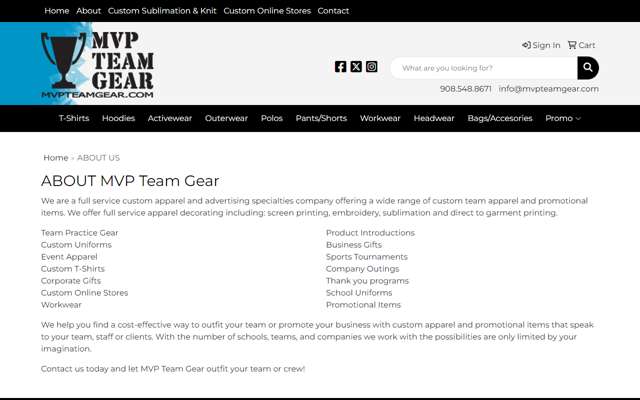 Home About Custom Sublimation & Knit Custom Online Stores Contact
MVP
TEAM
GEAR
MVPTEAMGEAR.COM
Sign In Cart
What are you looking for?
908.548.8671 info@mvpteamgear.com
T-Shirts Hoodies Activewear Outerwear Polos Pants/Shorts Workwear Headwear Bags/Accesories Promo
Home » ABOUT US
ABOUT MVP Team Gear
We are a full service custom apparel and advertising specialties company offering a wide range of custom team apparel and promotional
items. We offer full service apparel decorating including: screen printing, embroidery, sublimation and direct to garment printing.
Team Practice Gear
Custom Uniforms
Event Apparel
Custom T-Shirts
Corporate Gifts
Custom Online Stores
Workwear
Product Introductions
Business Gifts
Sports Tournaments
Company Outings
Thank you programs
School Uniforms
Promotional Items
We help you find a cost-effective way to outfit your team or promote your business with custom apparel and promotional items that speak
to your team, staff or clients. With the number of schools, teams, and companies we work with the possibilities are only limited by your
imagination.
Contact us today and let MVP Team Gear outfit your team or crew!